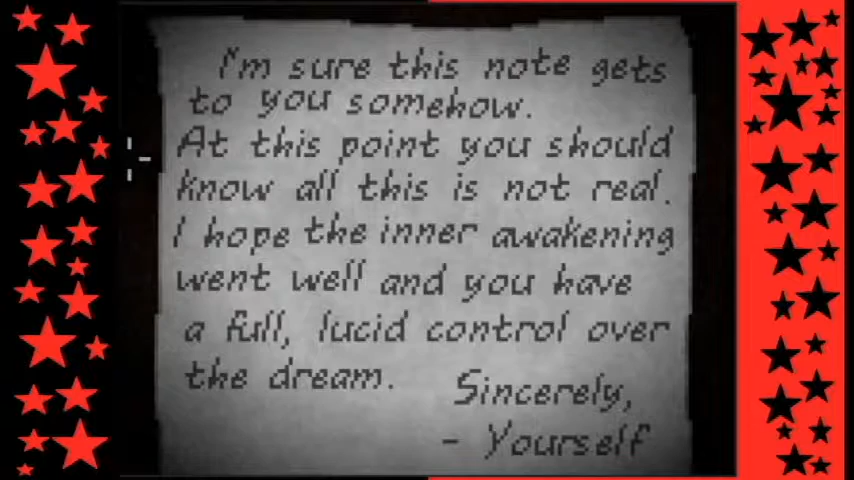 I'm sure this note gets
to you somehow.
At this point you should
know all this is not real.
I hope the inner awakening
went well and you have
a full, lucid control over
the dream.
Sincerely,
- Yourself